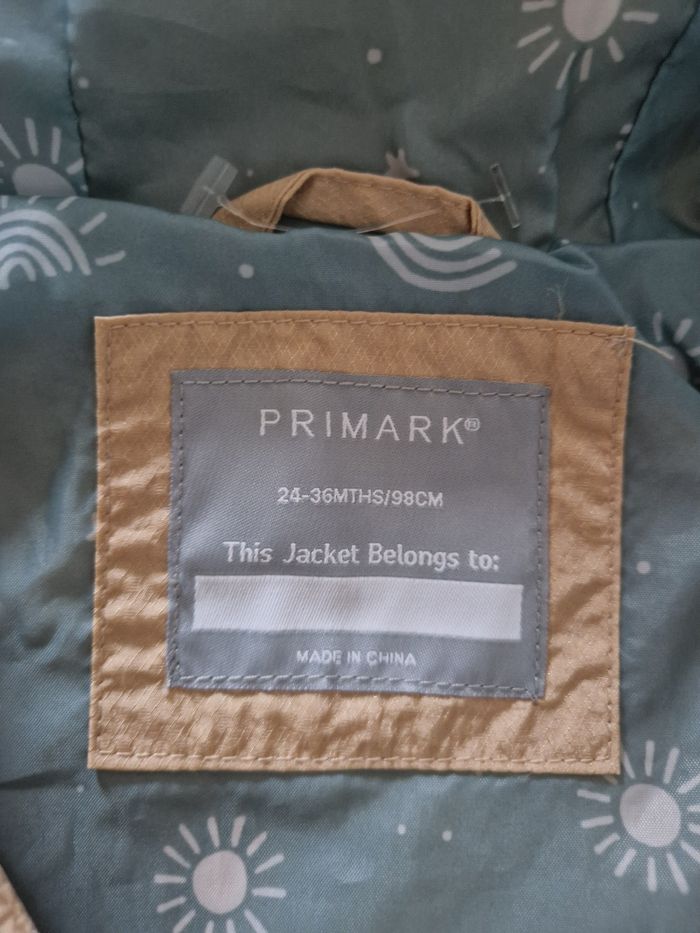 PRIMARK®
24-36MTHS/98CM
This Jacket Belongs to:
MADE IN CHINA